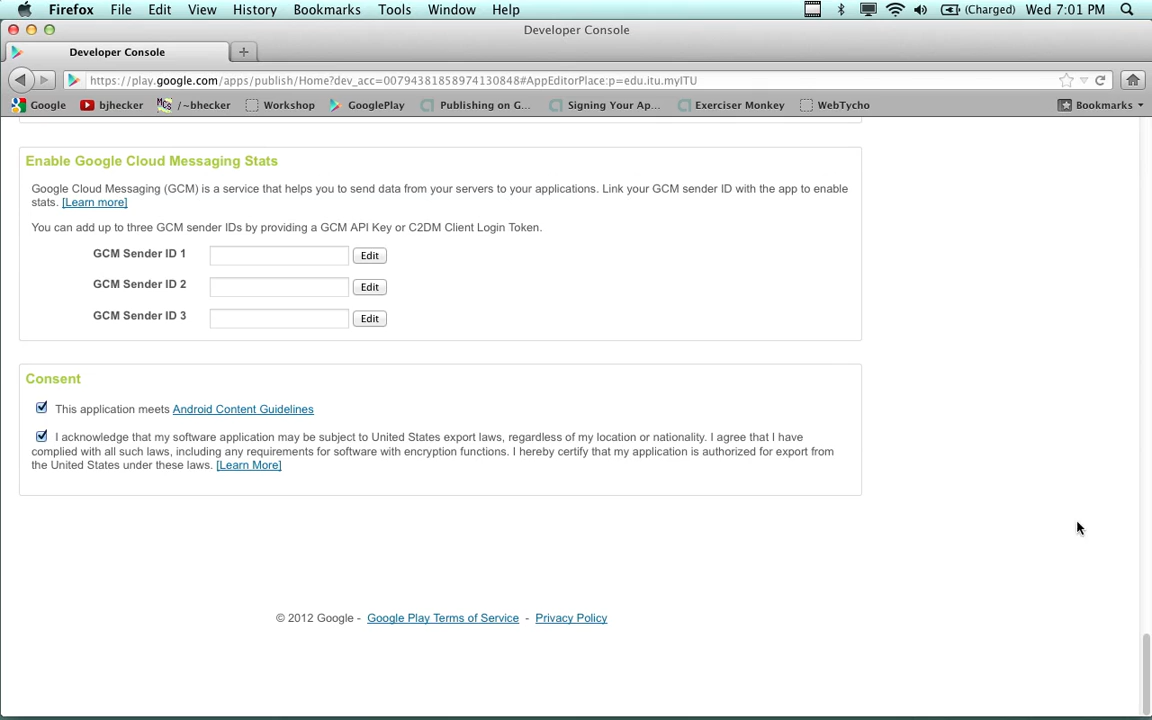 Firefox File Edit View History Bookmarks Tools Window Help (Charged) Wed 7:01 PM
Developer Console
Developer Console
https://play.google.com/apps/publish/Home?dev_acc=00794381858974130848#AppEditorPlace:p=edu.itu.myITU
Google bjhecker /~bhecker Workshop GooglePlay Publishing on G... Signing Your Ap... Exerciser Monkey WebTycho Bookmarks
Enable Google Cloud Messaging Stats
Google Cloud Messaging (GCM) is a service that helps you to send data from your servers to your applications. Link your GCM sender ID with the app to enable
stats. [Learn more]
You can add up to three GCM sender IDs by providing a GCM API Key or C2DM Client Login Token.
GCM Sender ID 1 Edit
GCM Sender ID 2 Edit
GCM Sender ID 3 Edit
Consent
This application meets Android Content Guidelines
I acknowledge that my software application may be subject to United States export laws, regardless of my location or nationality. I agree that I have
complied with all such laws, including any requirements for software with encryption functions. I hereby certify that my application is authorized for export from
the United States under these laws. [Learn More]
© 2012 Google - Google Play Terms of Service - Privacy Policy